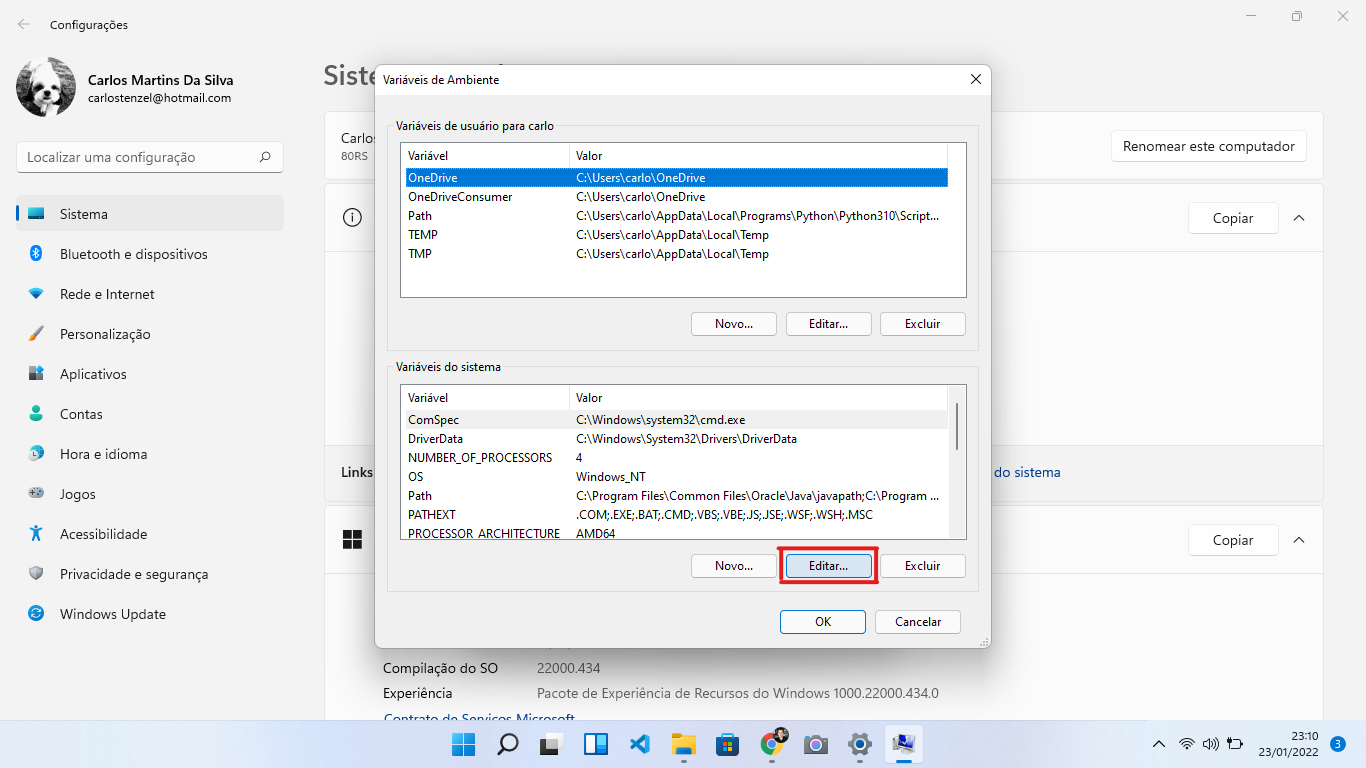 Configurações
Carlos Martins Da Silva
carlostenzel@hotmail.com
Localizar uma configuração
Sistema
Bluetooth e dispositivos
Rede e Internet
Personalização
Aplicativos
Contas
Hora e idioma
Jogos
Acessibilidade
Privacidade e segurança
Windows Update
Carlos
80RS
Renomear este computador
Copiar
Links
do sistema
Copiar
Variáveis de Ambiente
Variáveis de usuário para carlo
Variável Valor
OneDrive C:\Users\carlo\OneDrive
OneDriveConsumer C:\Users\carlo\OneDrive
Path C:\Users\carlo\AppData\Local\Programs\Python\Python310\Script...
TEMP C:\Users\carlo\AppData\Local\Temp
TMP C:\Users\carlo\AppData\Local\Temp
Novo... Editar... Excluir
Variáveis do sistema
Variável Valor
ComSpec C:\Windows\system32\cmd.exe
DriverData C:\Windows\System32\Drivers\DriverData
NUMBER_OF_PROCESSORS 4
OS Windows_NT
Path C:\Program Files\Common Files\Oracle\Java\javapath;C:\Program ...
PATHEXT .COM;.EXE;.BAT;.CMD;.VBS;.VBE;.JS;.JSE;.WSF;.WSH;.MSC
PROCESSOR_ARCHITECTURE AMD64
Novo... Editar... Excluir
OK Cancelar
Compilação do SO 22000.434
Experiência Pacote de Experiência de Recursos do Windows 1000.22000.434.0
Contrato de Serviços Microsoft
23:10
23/01/2022
3